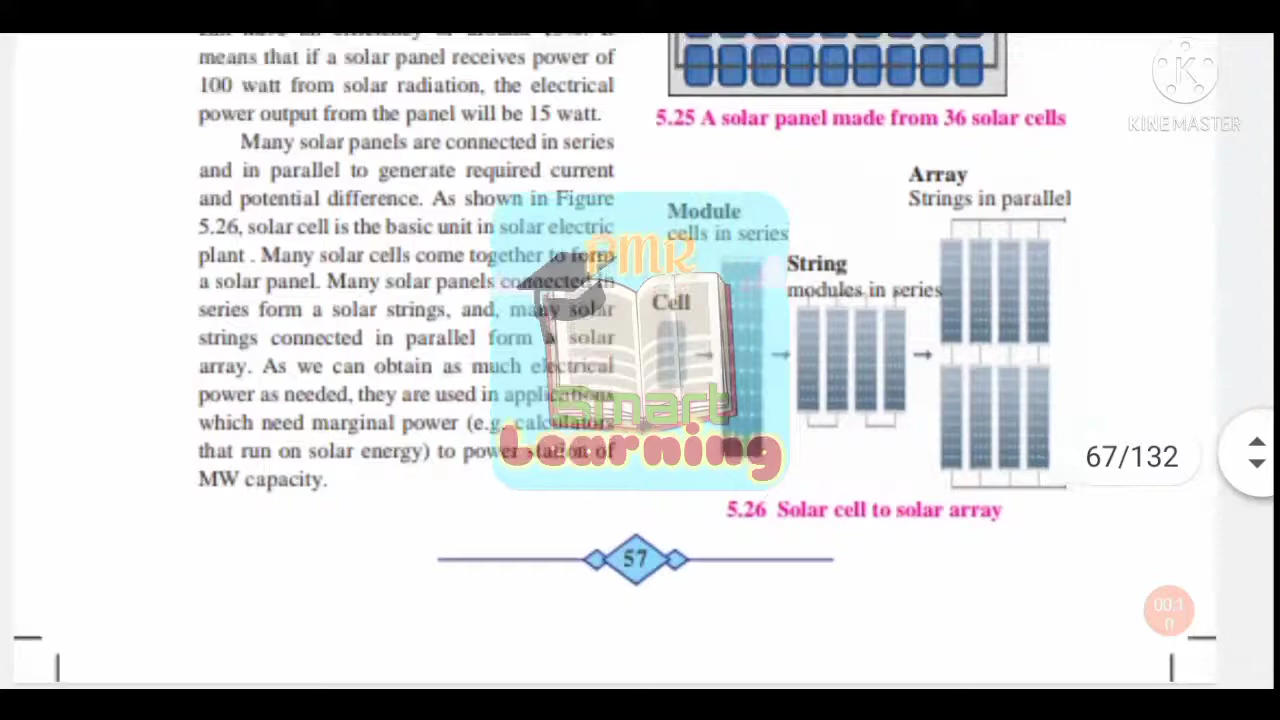 means that if a solar panel receives power of
100 watt from solar radiation, the electrical
power output from the panel will be 15 watt.
Many solar panels are connected in series
and in parallel to generate required current
and potential difference. As shown in Figure
5.26, solar cell is the basic unit in solar electric
plant . Many solar cells come together to form
a solar panel. Many solar panels connected in
series form a solar strings, and, many solar
strings connected in parallel form a solar
array. As we can obtain as much electrical
power as needed, they are used in applications
which need marginal power (e.g. calculators
that run on solar energy) to power station of
MW capacity.
5.25 A solar panel made from 36 solar cells
Array
Strings in parallel
Module
cells in series
String
modules in series
Cell
5.26 Solar cell to solar array
57
PMR
Smart
Learning
K
KINEMASTER
67/132
00:1
0